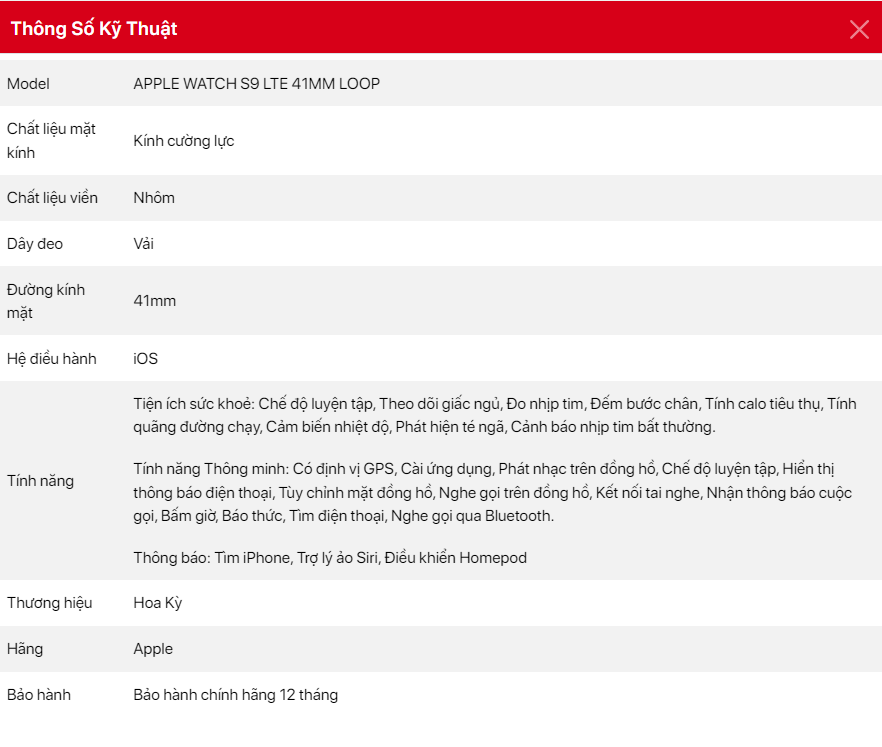 Thông Số Kỹ Thuật
Model
APPLE WATCH S9 LTE 41MM LOOP
Chất liệu mặt
kính
Kính cường lực
Chất liệu viền
Nhôm
Dây đeo
Vải
Đường kính
mặt
41mm
Hệ điều hành
iOS
Tính năng
Tiện ích sức khoẻ: Chế độ luyện tập, Theo dõi giấc ngủ, Đo nhịp tim, Đếm bước chân, Tính calo tiêu thụ, Tính
quãng đường chạy, Cảm biến nhiệt độ, Phát hiện té ngã, Cảnh báo nhịp tim bất thường.
Tính năng Thông minh: Có định vị GPS, Cài ứng dụng, Phát nhạc trên đồng hồ, Chế độ luyện tập, Hiển thị
thông báo điện thoại, Tùy chỉnh mặt đồng hồ, Nghe gọi trên đồng hồ, Kết nối tai nghe, Nhận thông báo cuộc
gọi, Bấm giờ, Báo thức, Tìm điện thoại, Nghe gọi qua Bluetooth.
Thông báo: Tìm iPhone, Trợ lý ảo Siri, Điều khiển Homepod
Thương hiệu
Hoa Kỳ
Hãng
Apple
Bảo hành
Bảo hành chính hãng 12 tháng